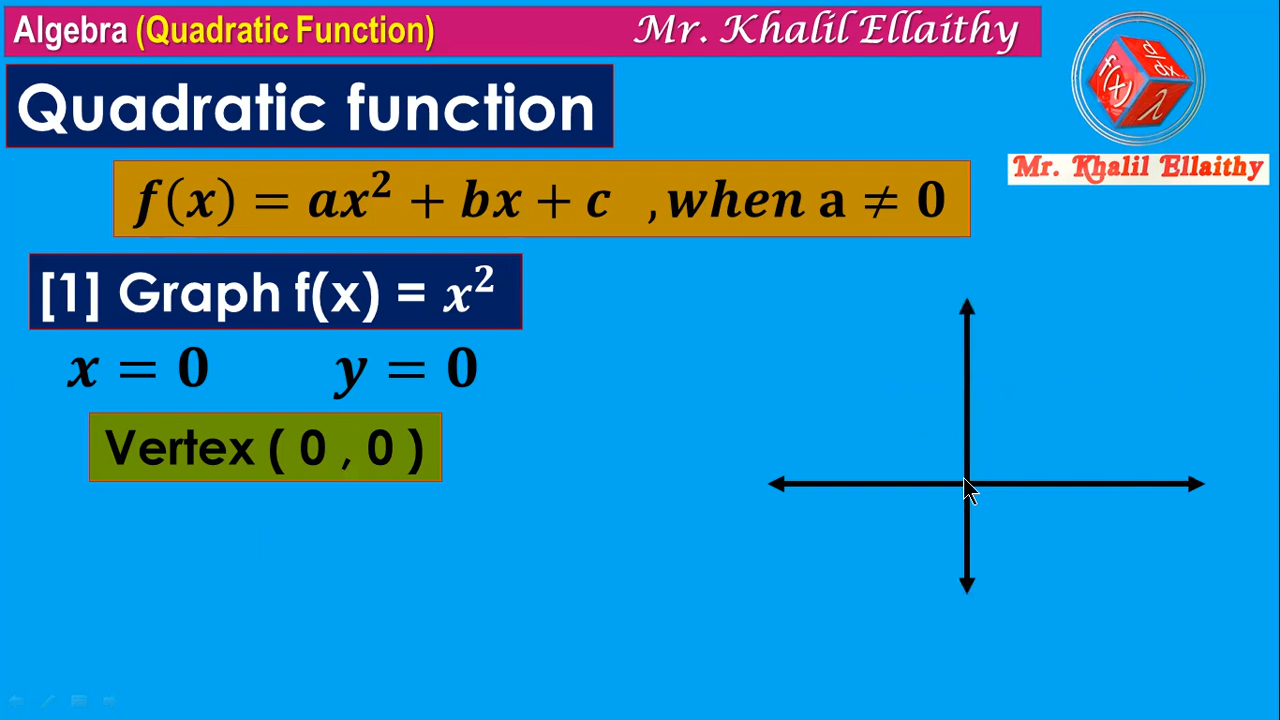 Algebra (Quadratic Function) Mr. Khalil Ellaithy
Quadratic function
f(x) d/dx λ
Mr. Khalil Ellaithy
f(x) = ax² + bx + c , when a ≠ 0
[1] Graph f(x) = x²
x = 0 y = 0
Vertex ( 0 , 0 )